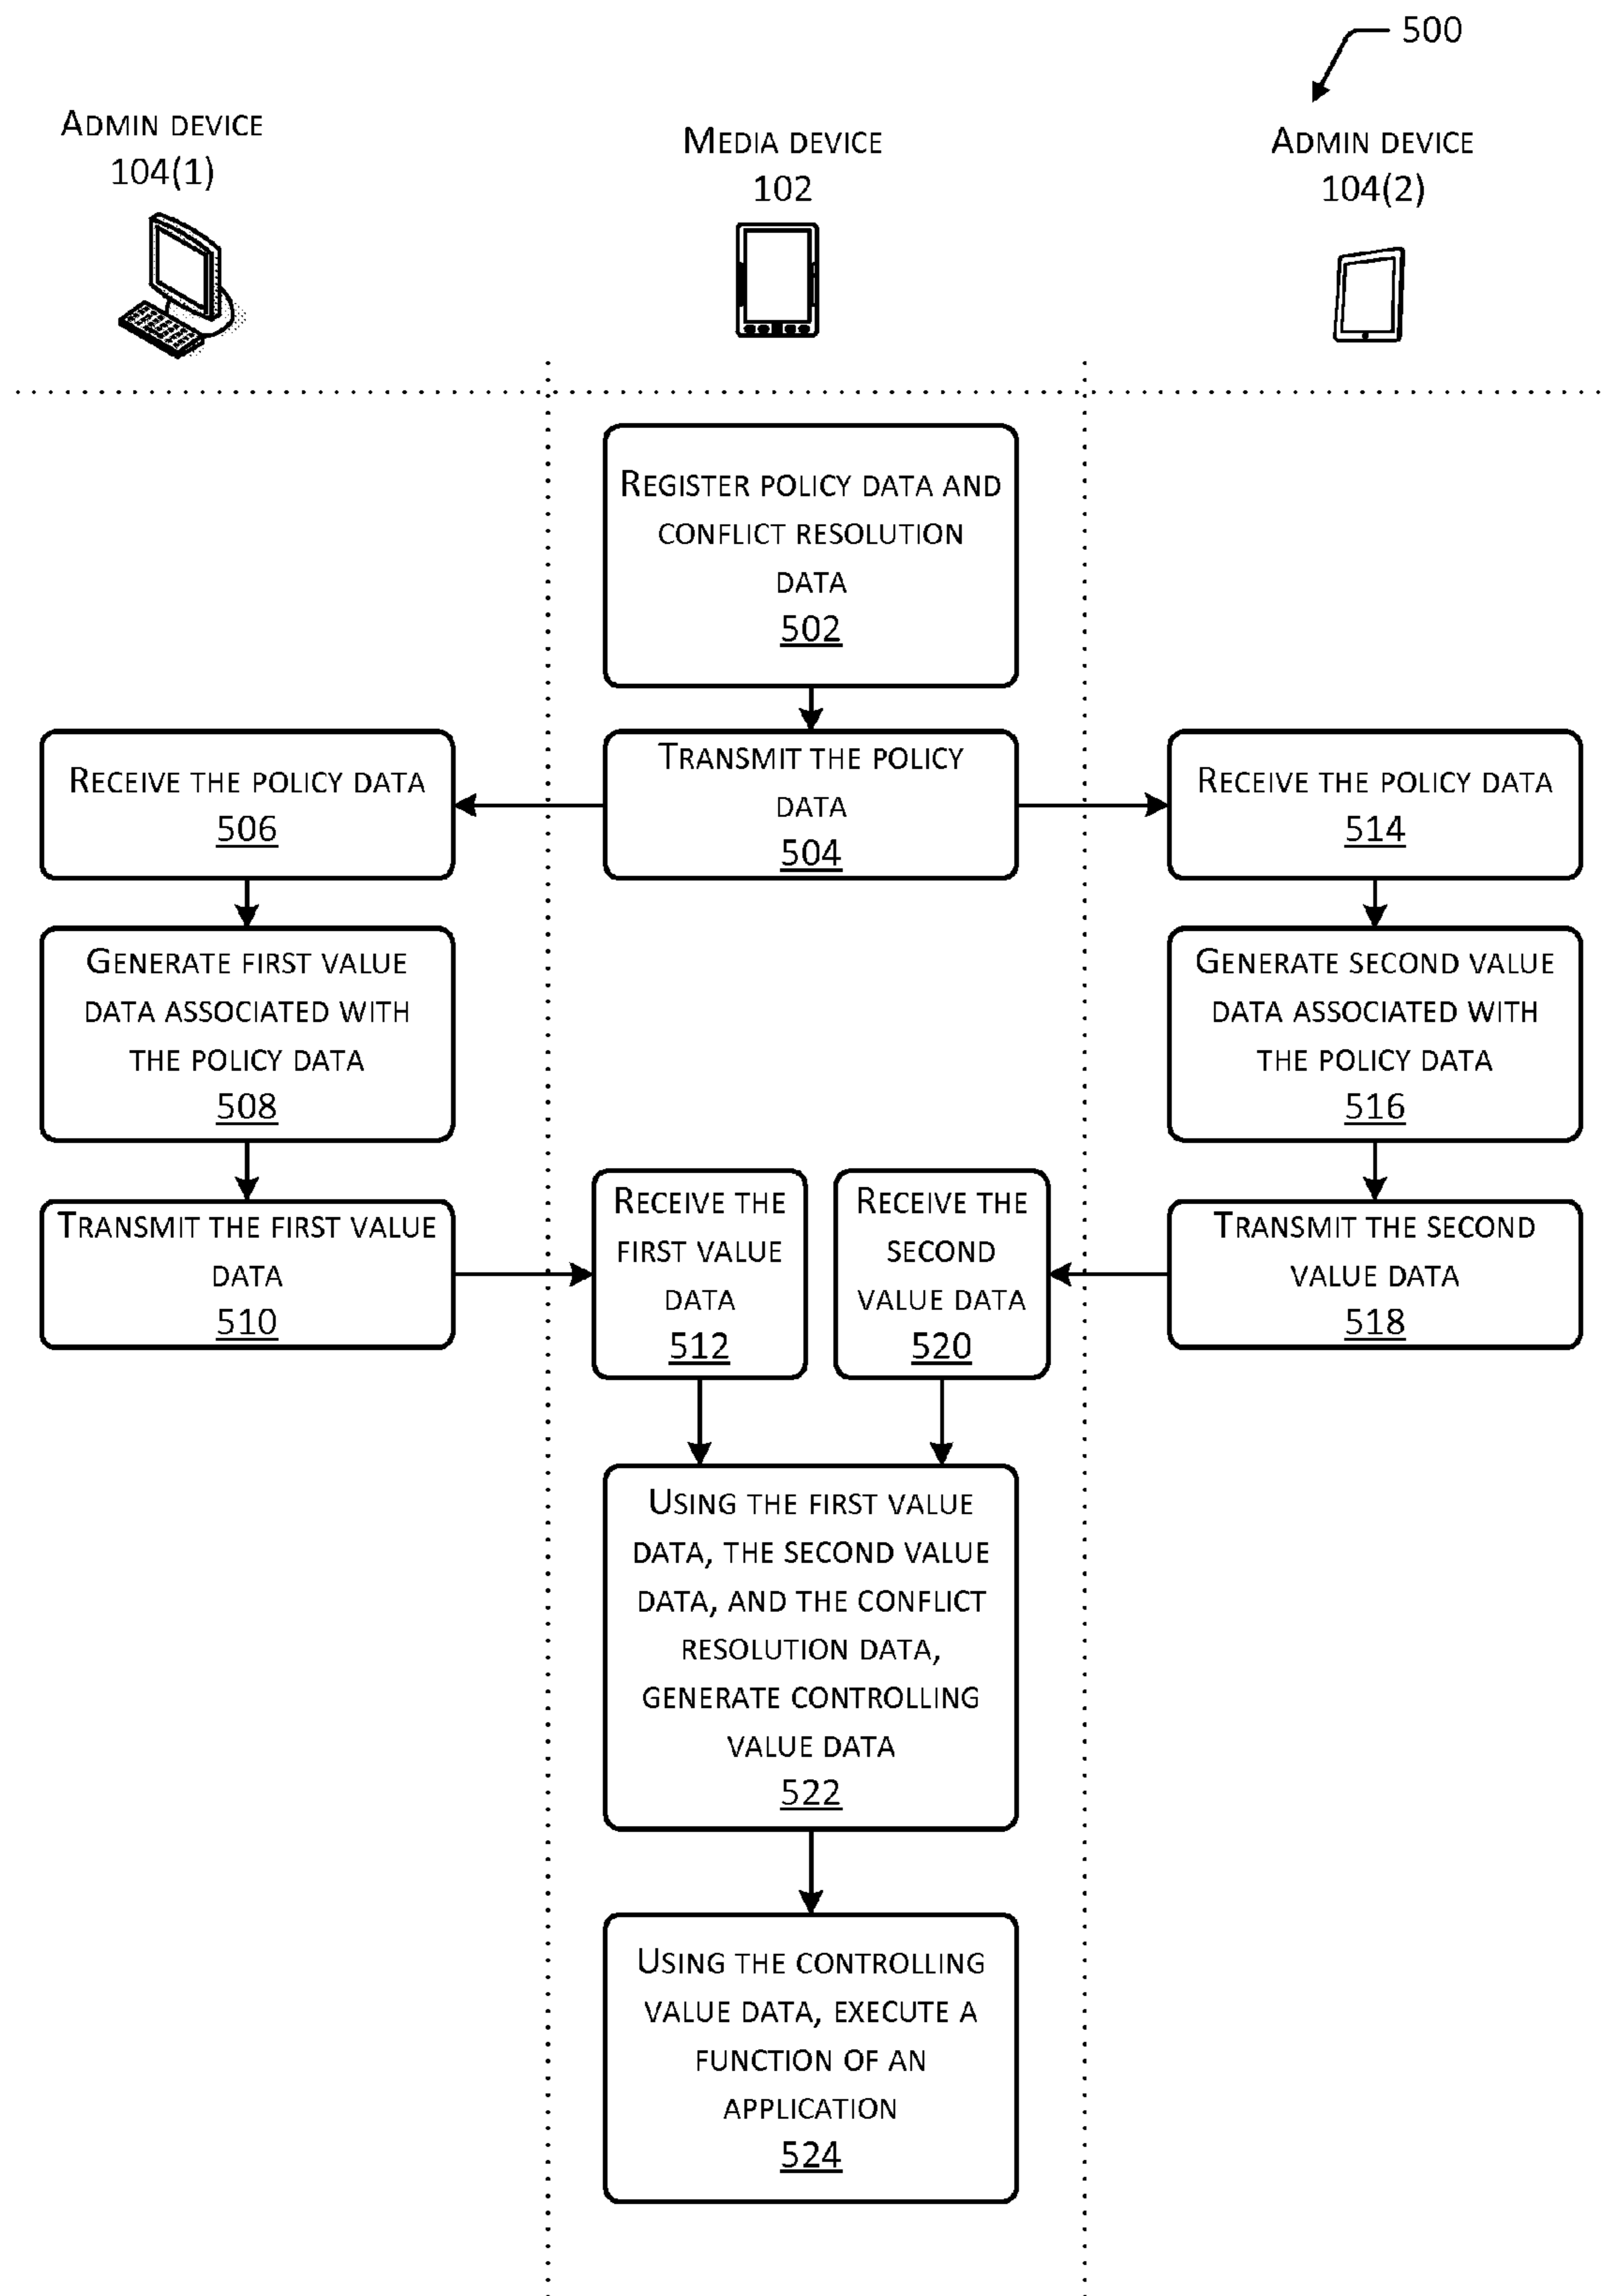 500
ADMIN DEVICE
104(1)
MEDIA DEVICE
102
ADMIN DEVICE
104(2)
REGISTER POLICY DATA AND
CONFLICT RESOLUTION
DATA
502
RECEIVE THE POLICY DATA
506
TRANSMIT THE POLICY
DATA
504
RECEIVE THE POLICY DATA
514
GENERATE FIRST VALUE
DATA ASSOCIATED WITH
THE POLICY DATA
508
GENERATE SECOND VALUE
DATA ASSOCIATED WITH
THE POLICY DATA
516
TRANSMIT THE FIRST VALUE
DATA
510
RECEIVE THE
FIRST VALUE
DATA
512
RECEIVE THE
SECOND
VALUE DATA
520
TRANSMIT THE SECOND
VALUE DATA
518
USING THE FIRST VALUE
DATA, THE SECOND VALUE
DATA, AND THE CONFLICT
RESOLUTION DATA,
GENERATE CONTROLLING
VALUE DATA
522
USING THE CONTROLLING
VALUE DATA, EXECUTE A
FUNCTION OF AN
APPLICATION
524